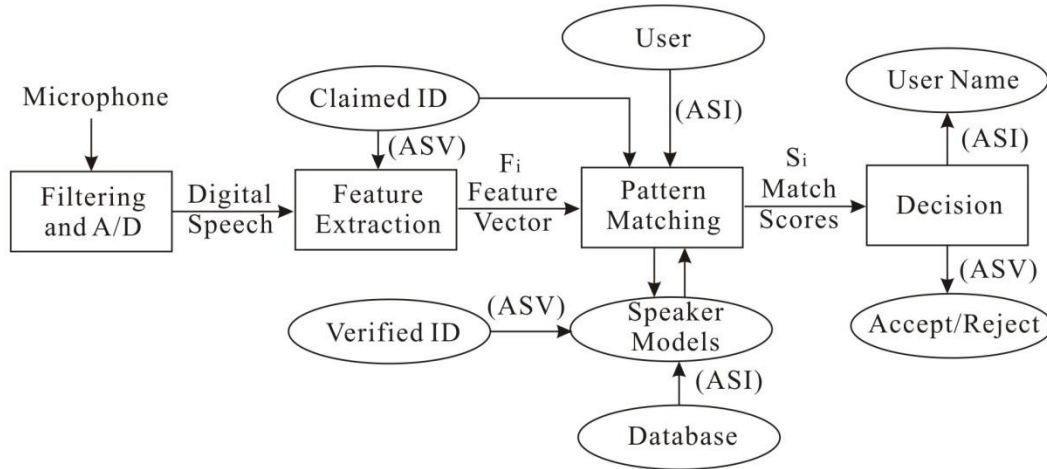 User
User Name
Microphone
Claimed ID
(ASI)
(ASI)
(ASV)
Filtering
and A/D
Digital
Speech
Feature
Extraction
Fi
Feature
Vector
Pattern
Matching
Si
Match
Scores
Decision
(ASV)
Verified ID
(ASV)
Speaker
Models
Accept/Reject
(ASI)
Database